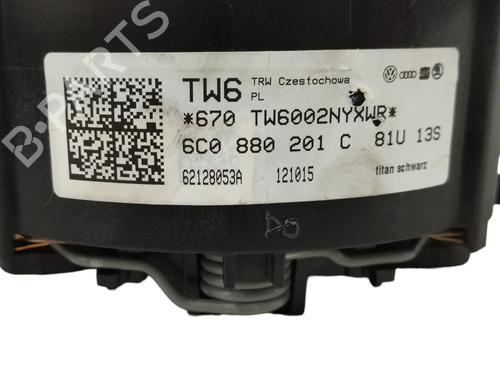 TW6 TRW Czestochowa
PL
*670 TW6002NYXWR*
6C0 880 201 C 81U 13S
62128053A 121015 titan schwarz
B-PARTS